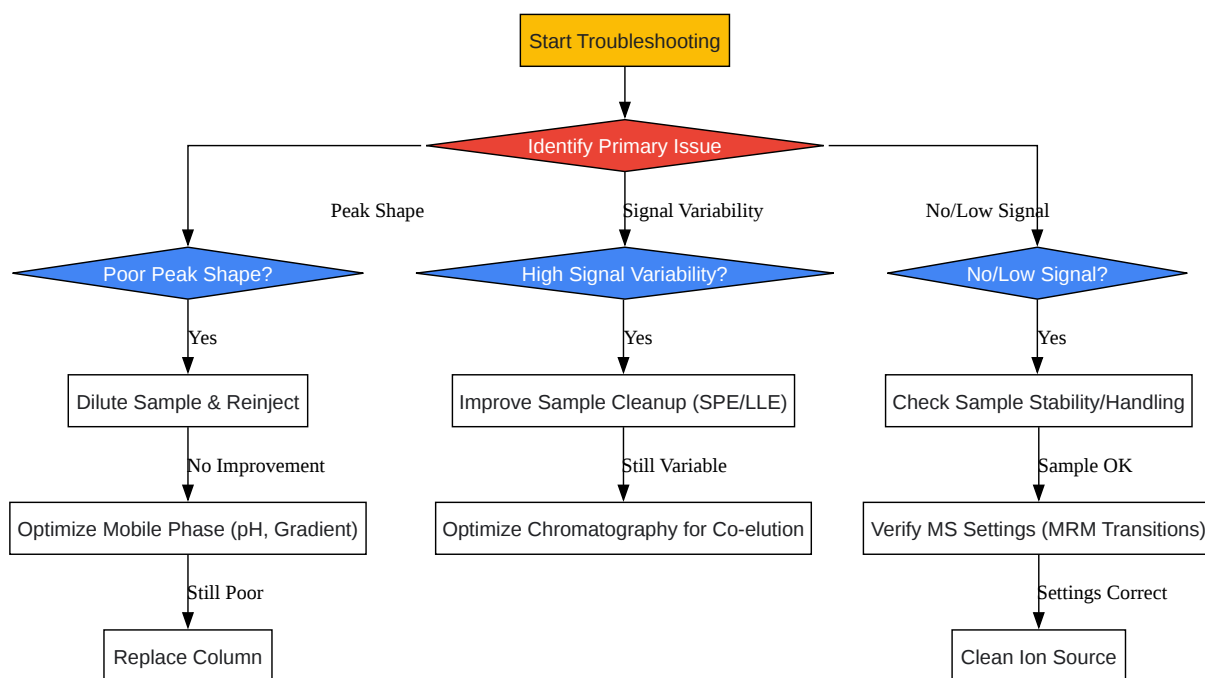 Start Troubleshooting
Identify Primary Issue
Peak Shape
Signal Variability
No/Low Signal
Poor Peak Shape?
High Signal Variability?
No/Low Signal?
Yes
Yes
Yes
Dilute Sample & Reinject
Improve Sample Cleanup (SPE/LLE)
Check Sample Stability/Handling
No Improvement
Still Variable
Sample OK
Optimize Mobile Phase (pH, Gradient)
Optimize Chromatography for Co-elution
Verify MS Settings (MRM Transitions)
Still Poor
Settings Correct
Replace Column
Clean Ion Source